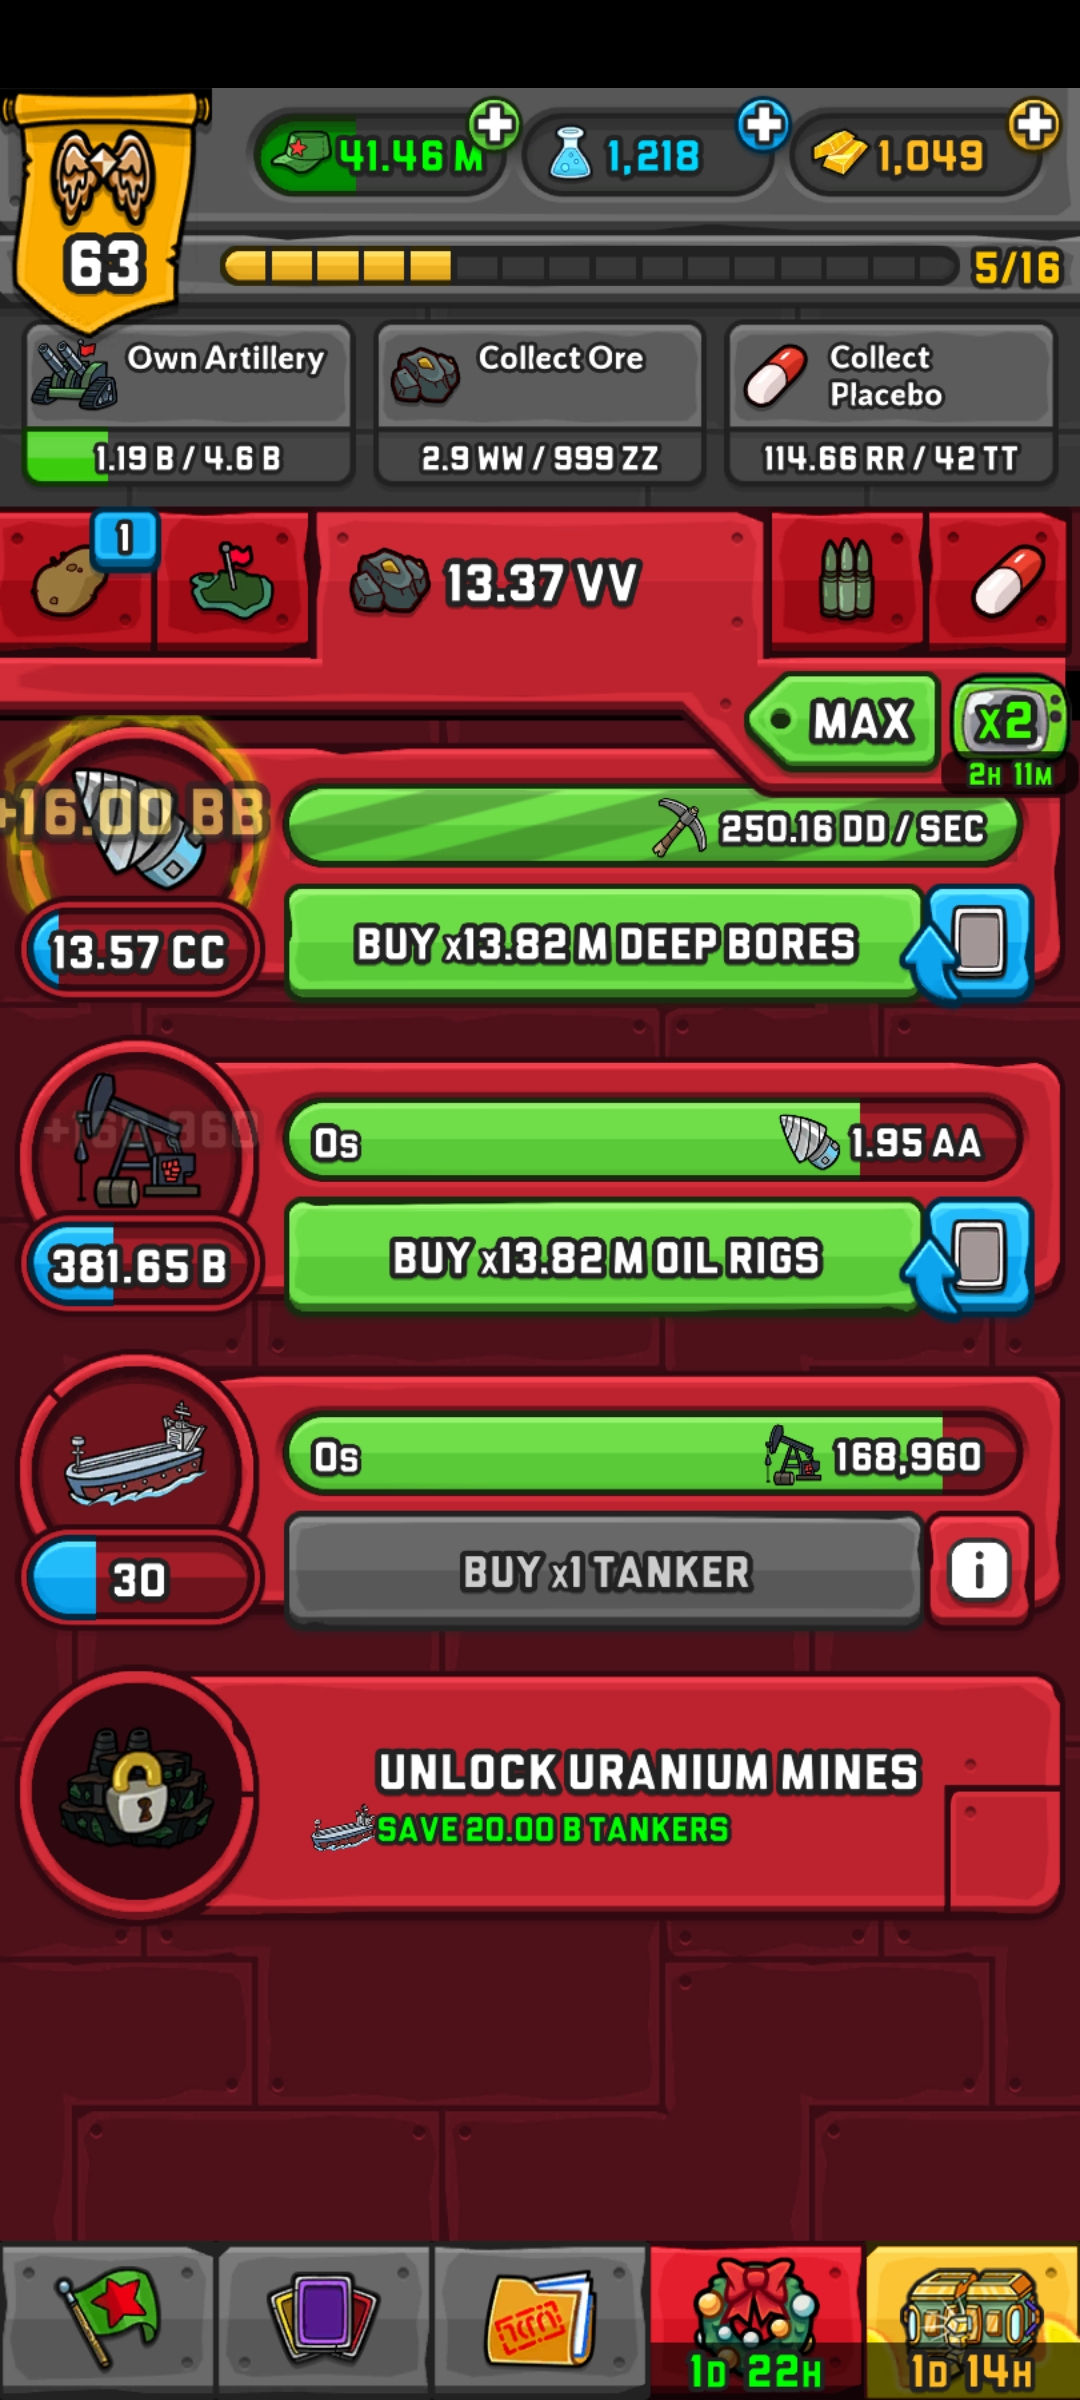 41.46 M
1,218
1,049
63
5/16
Own Artillery
1.19 B / 4.6 B
Collect Ore
2.9 WW / 999 ZZ
Collect
Placebo
114.66 RR / 42 TT
1
13.37 VV
MAX
x2
2H 11M
+16.00 BB
250.16 DD / SEC
13.57 CC
BUY x13.82 M DEEP BORES
+168,960
0s
1.95 AA
381.65 B
BUY x13.82 M OIL RIGS
0s
168,960
30
BUY x1 TANKER
i
UNLOCK URANIUM MINES
SAVE 20.00 B TANKERS
1D 22H
1D 14H